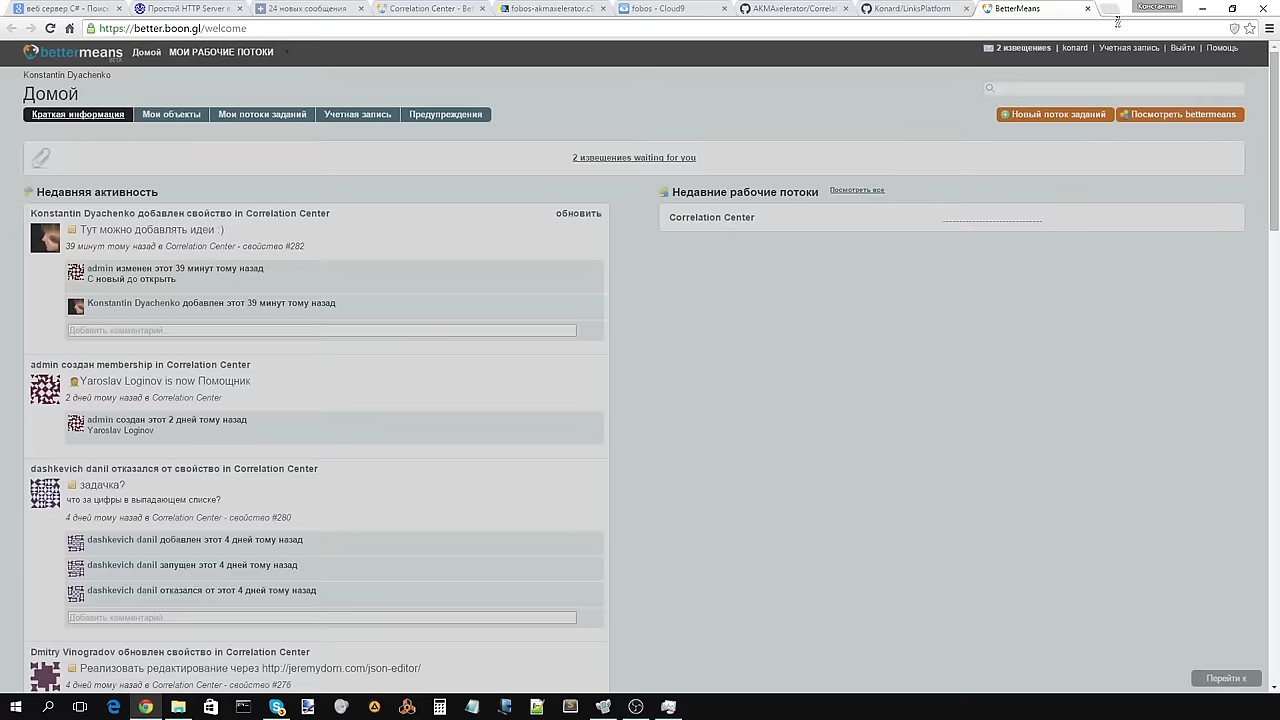 веб сервер C# - Поиск
Простой HTTP Server в
24 новых сообщения
Correlation Center - Bett
fobos-akmaxelerator.c9
fobos - Cloud9
AKMAxelerator/Correlat
Konard/LinksPlatform
BetterMeans
Константин
https://better.boon.gl/welcome
bettermeans
BETA
Домой
МОИ РАБОЧИЕ ПОТОКИ
2 извещениеs | konard | Учетная запись | Выйти | Помощь
Konstantin Dyachenko
Домой
Краткая информация
Мои объекты
Мои потоки заданий
Учетная запись
Предупреждения
Новый поток заданий
Посмотреть bettermeans
2 извещениеs waiting for you
Недавняя активность
Недавние рабочие потоки
Посмотреть все
Konstantin Dyachenko добавлен свойство in Correlation Center
обновить
Correlation Center
Тут можно добавлять идеи :)
39 минут тому назад в Correlation Center - свойство #282
admin изменен этот 39 минут тому назад
С новый до открыть
Konstantin Dyachenko добавлен этот 39 минут тому назад
Добавить комментарий...
admin создан membership in Correlation Center
Yaroslav Loginov is now Помощник
2 дней тому назад в Correlation Center
admin создан этот 2 дней тому назад
Yaroslav Loginov
dashkevich danil отказался от свойство in Correlation Center
задачка?
что за цифры в выпадающем списке?
4 дней тому назад в Correlation Center - свойство #280
dashkevich danil добавлен этот 4 дней тому назад
dashkevich danil запущен этот 4 дней тому назад
dashkevich danil отказался от этот 4 дней тому назад
Добавить комментарий...
Dmitry Vinogradov обновлен свойство in Correlation Center
Реализовать редактирование через http://jeremydorn.com/json-editor/
4 дней тому назад в Correlation Center - свойство #276
Перейти к